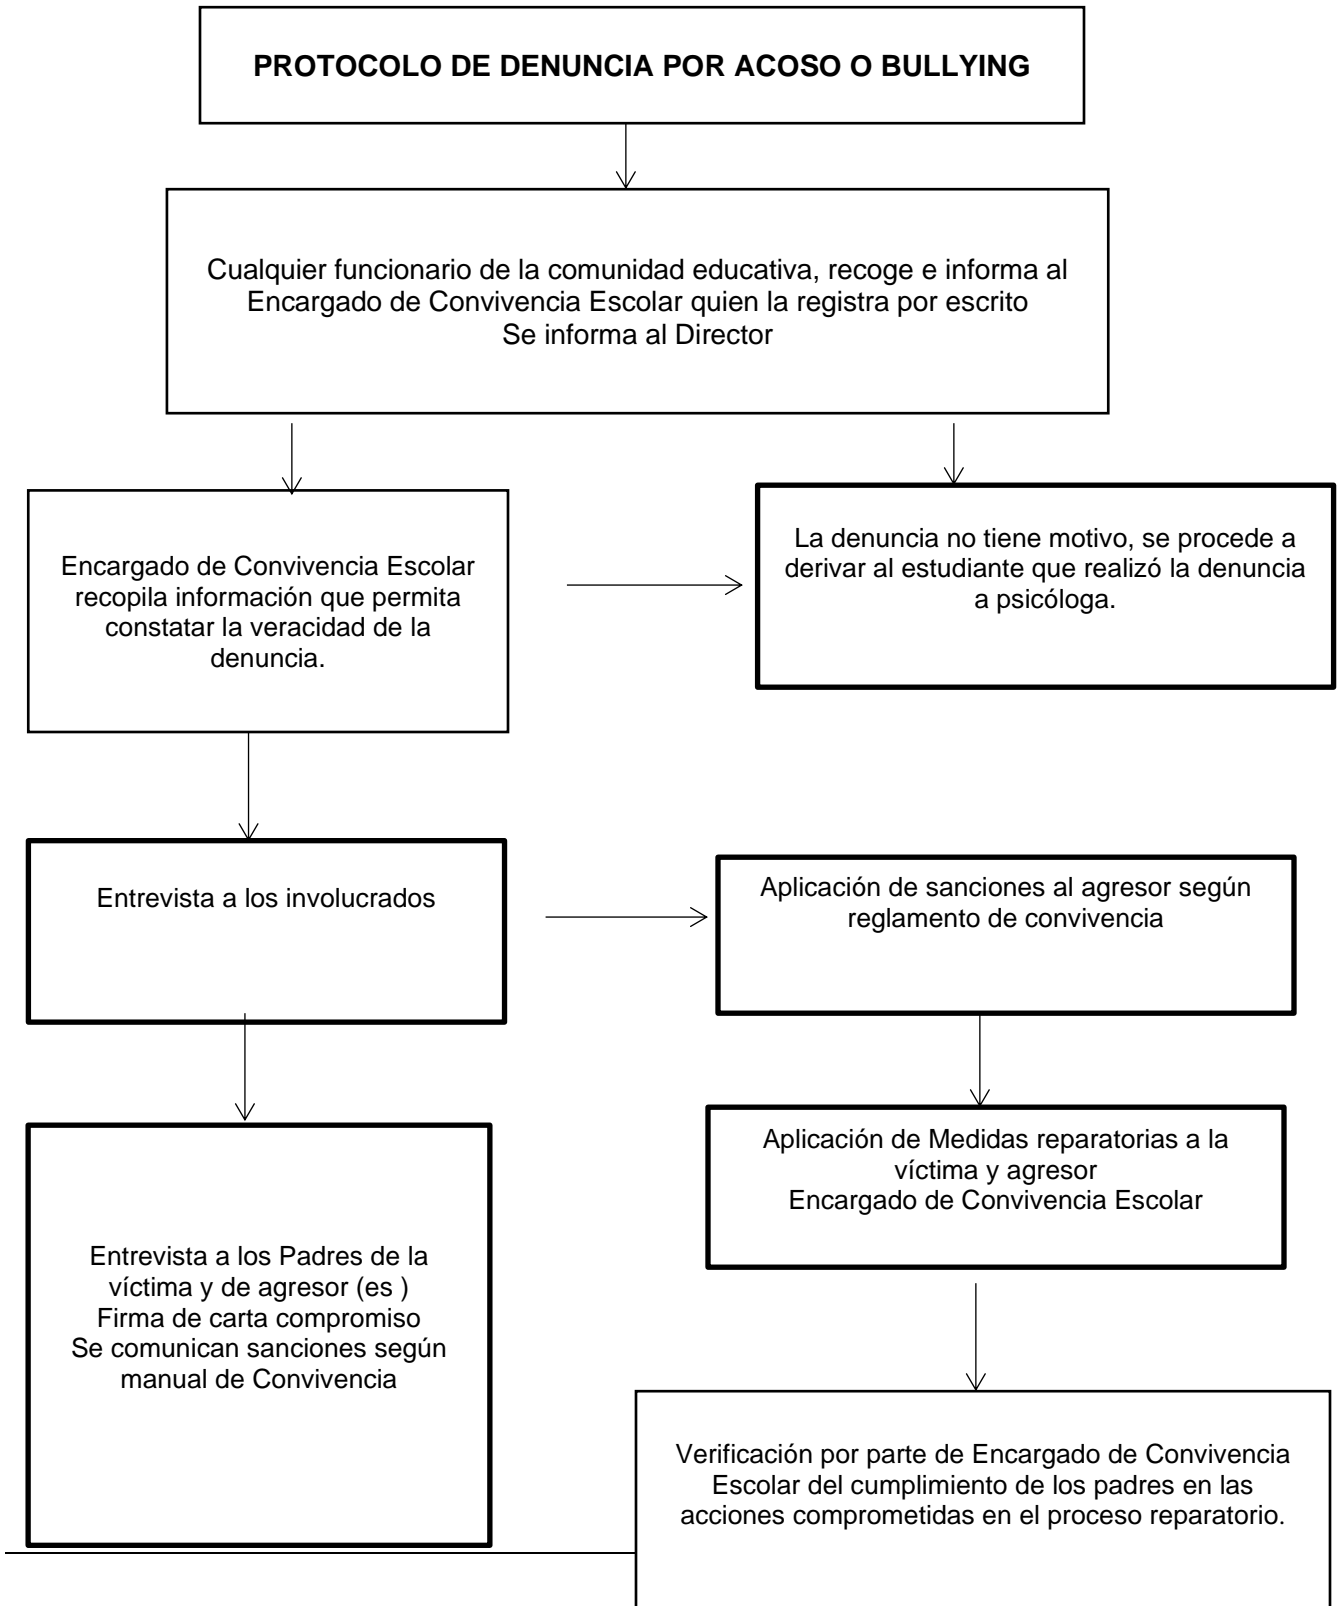 PROTOCOLO DE DENUNCIA POR ACOSO O BULLYING
Cualquier funcionario de la comunidad educativa, recoge e informa al
Encargado de Convivencia Escolar quien la registra por escrito
Se informa al Director
Encargado de Convivencia Escolar
recopila información que permita
constatar la veracidad de la
denuncia.
La denuncia no tiene motivo, se procede a
derivar al estudiante que realizó la denuncia
a psicóloga.
Entrevista a los involucrados
Aplicación de sanciones al agresor según
reglamento de convivencia
Entrevista a los Padres de la
víctima y de agresor (es )
Firma de carta compromiso
Se comunican sanciones según
manual de Convivencia
Aplicación de Medidas reparatorias a la
víctima y agresor
Encargado de Convivencia Escolar
Verificación por parte de Encargado de Convivencia
Escolar del cumplimiento de los padres en las
acciones comprometidas en el proceso reparatorio.